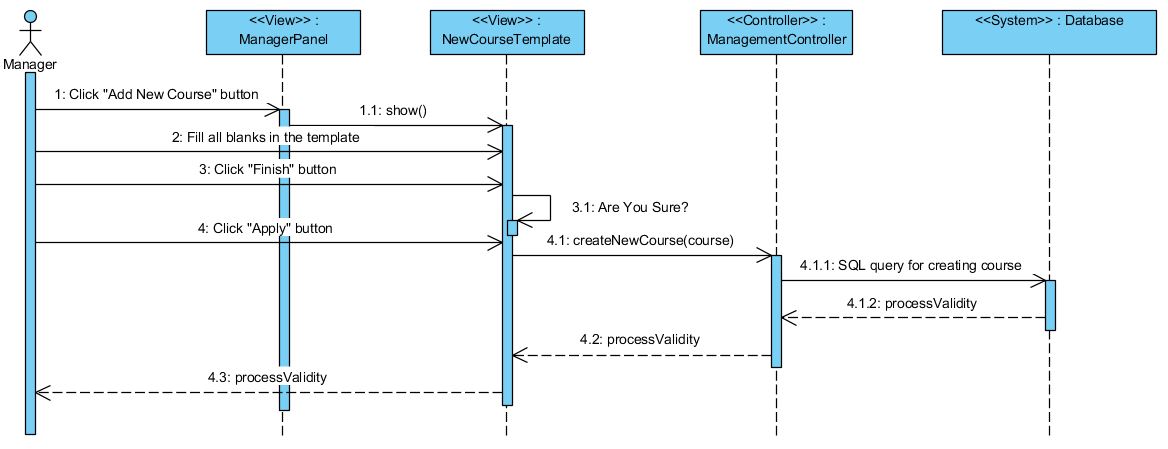 <<View>> :
ManagerPanel
<<View>> :
NewCourseTemplate
<<Controller>> :
ManagementController
<<System>> : Database
Manager
1: Click "Add New Course" button
1.1: show()
2: Fill all blanks in the template
3: Click "Finish" button
3.1: Are You Sure?
4: Click "Apply" button
4.1: createNewCourse(course)
4.1.1: SQL query for creating course
4.1.2: processValidity
4.2: processValidity
4.3: processValidity